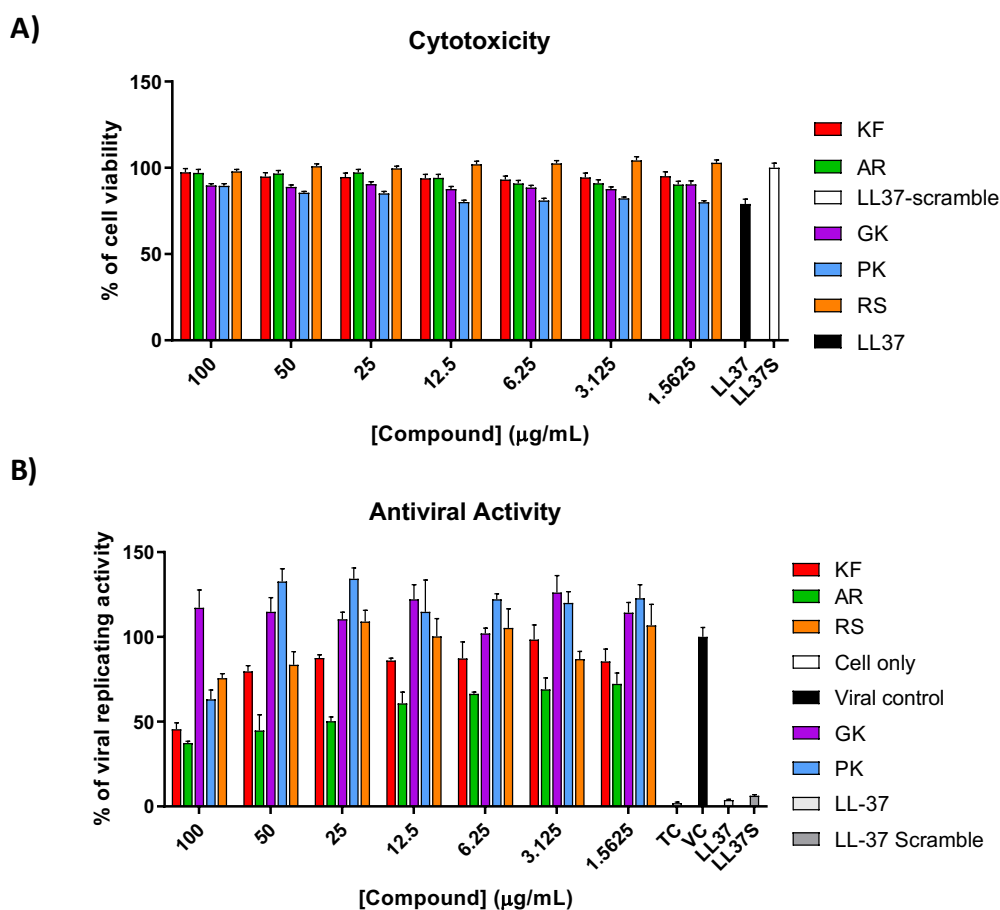 A)
Cytotoxicity
% of cell viability
150
100
50
0
100
50
25
12.5
6.25
3.125
1.5625
LL37
LL37S
[Compound] (μg/mL)
KF
AR
LL37-scramble
GK
PK
RS
LL37
B)
Antiviral Activity
% of viral replicating activity
150
100
50
0
100
50
25
12.5
6.25
3.125
1.5625
TC
VC
LL37
LL37S
[Compound] (μg/mL)
KF
AR
RS
Cell only
Viral control
GK
PK
LL-37
LL-37 Scramble